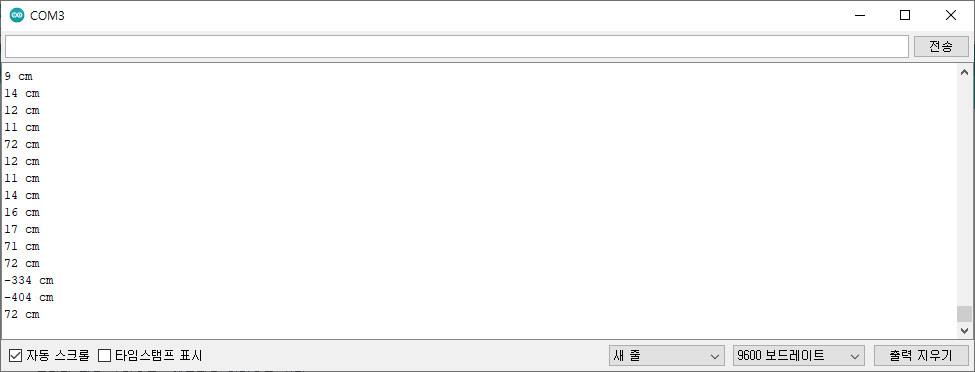 COM3
전송
9 cm
14 cm
12 cm
11 cm
72 cm
12 cm
11 cm
14 cm
16 cm
17 cm
71 cm
72 cm
-334 cm
-404 cm
72 cm
자동 스크롤 타임스탬프 표시 새 줄 9600 보드레이트 출력 지우기